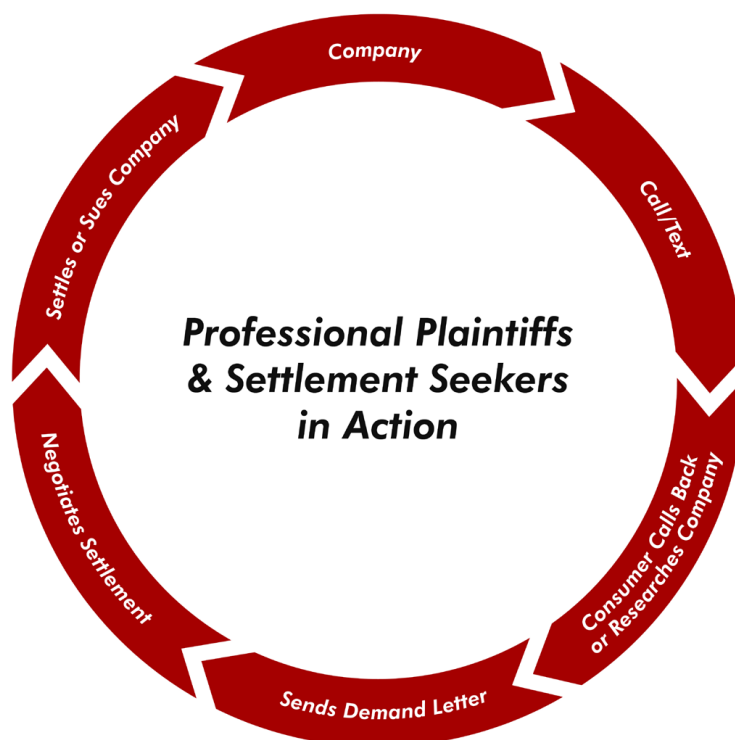 Company
Call/Text
Consumer Calls Back
or Researches Company
Sends Demand Letter
Negotiates Settlement
Settles or Sues Company
Professional Plaintiffs
& Settlement Seekers
in Action